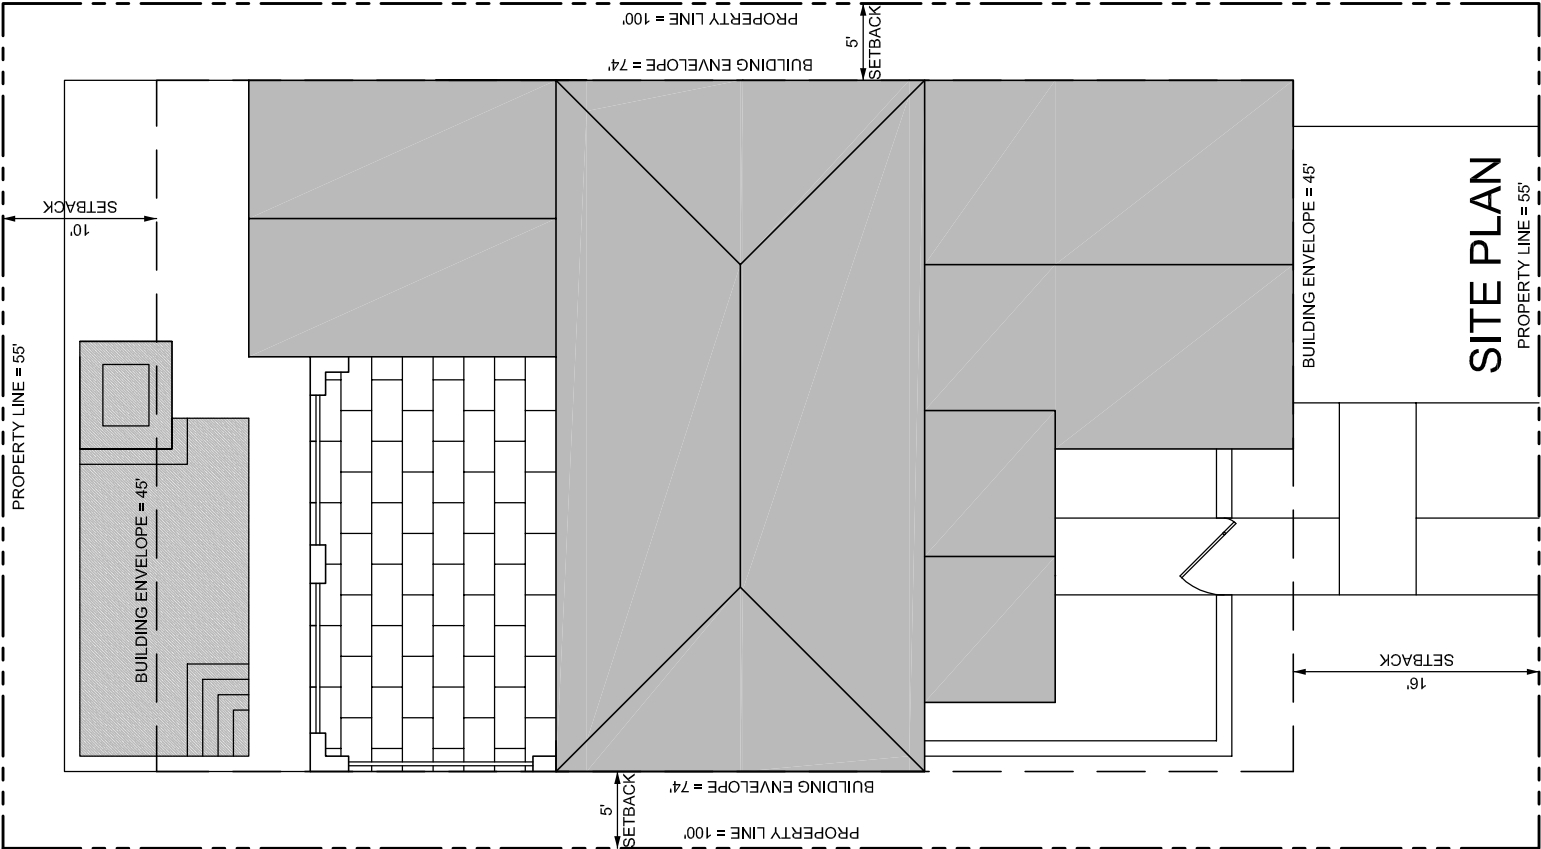 PROPERTY LINE = 100'
5'
SETBACK
BUILDING ENVELOPE = 74'
SETBACK
10'
PROPERTY LINE = 55'
BUILDING ENVELOPE = 45'
BUILDING ENVELOPE = 45'
SITE PLAN
PROPERTY LINE = 55'
SETBACK
16'
BUILDING ENVELOPE = 74'
5'
SETBACK
PROPERTY LINE = 100'